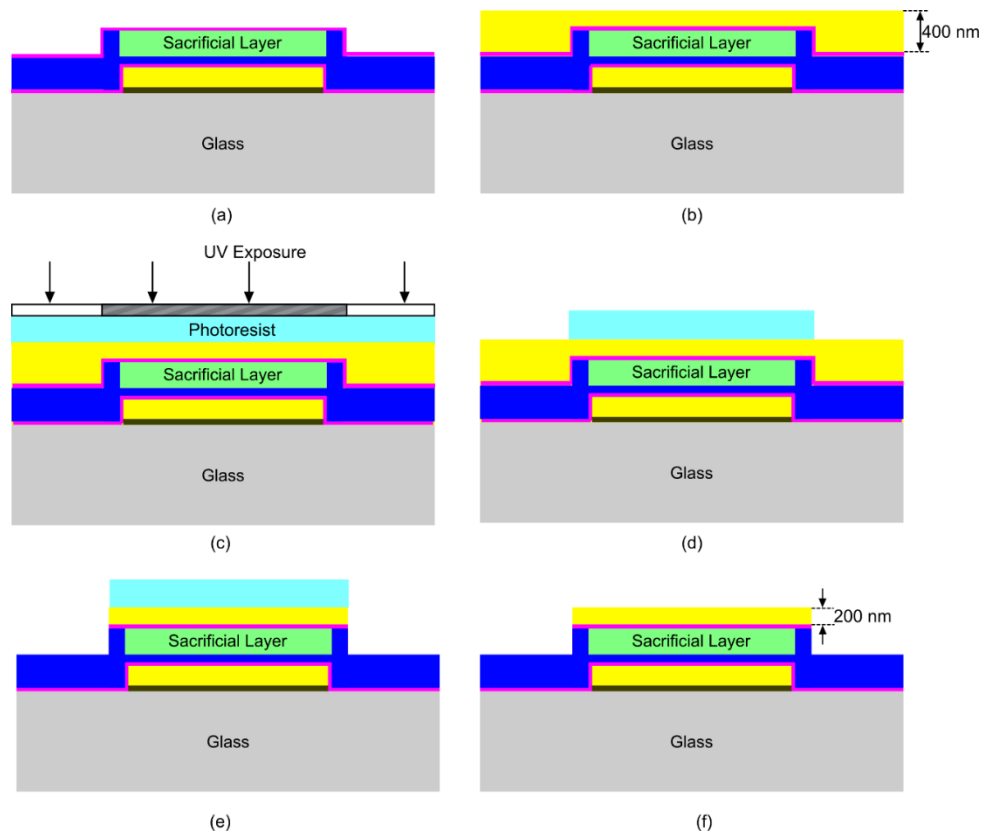 Sacrificial Layer
Glass
(a)
Sacrificial Layer
400 nm
Glass
(b)
UV Exposure
Photoresist
Sacrificial Layer
Glass
(c)
Sacrificial Layer
Glass
(d)
Sacrificial Layer
Glass
(e)
200 nm
Sacrificial Layer
Glass
(f)